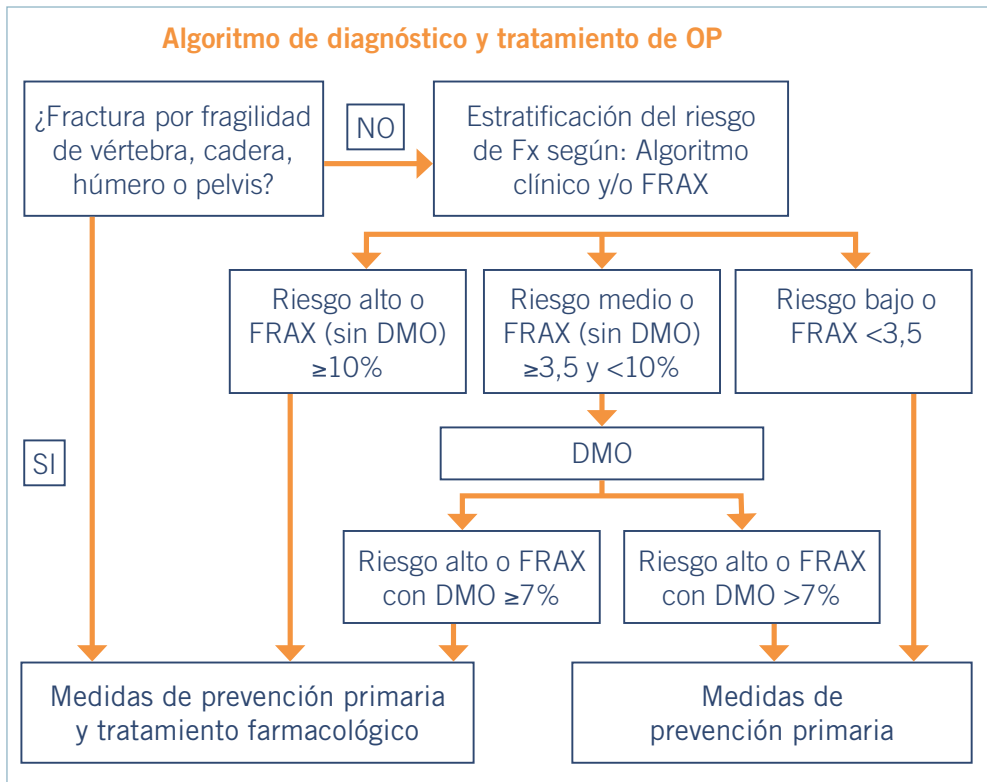 Algoritmo de diagnóstico y tratamiento de OP
¿Fractura por fragilidad
de vértebra, cadera,
húmero o pelvis?
NO
Estratificación del riesgo
de Fx según: Algoritmo
clínico y/o FRAX
Riesgo alto o
FRAX (sin DMO)
≥10%
Riesgo medio o
FRAX (sin DMO)
≥3,5 y <10%
Riesgo bajo o
FRAX <3,5
SI
DMO
Riesgo alto o FRAX
con DMO ≥7%
Riesgo alto o FRAX
con DMO >7%
Medidas de prevención primaria
y tratamiento farmacológico
Medidas de
prevención primaria